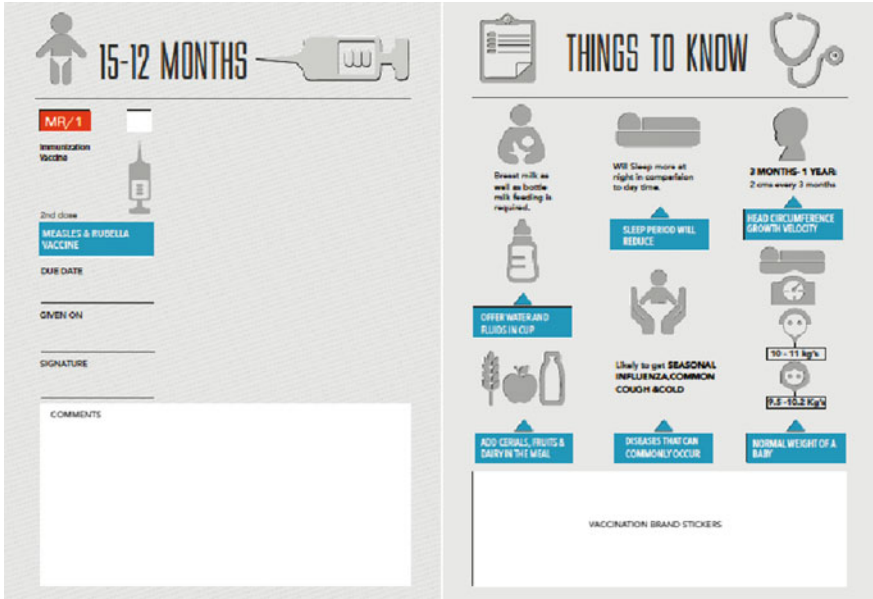 15-12 MONTHS
MR/1
Immunization
Vaccine
2nd dose
MEASLES & RUBELLA
VACCINE
DUE DATE
GIVEN ON
SIGNATURE
COMMENTS
THINGS TO KNOW
Breast milk as
well as bottle
milk feeding is
required.
OFFER WATER AND
FLUIDS IN CUP
ADD CERIALS, FRUITS &
DAIRY IN THE MEAL
Will Sleep more at
night in comparision
to day time.
SLEEP PERIOD WILL
REDUCE
Likely to get SEASONAL
INFLUENZA,COMMON
COUGH &COLD
DISEASES THAT CAN
COMMONLY OCCUR
3 MONTHS- 1 YEAR:
2 cms every 3 months
HEAD CIRCUMFERENCE
GROWTH VELOCITY
10 - 11 kg's
9.5 -10.2 Kg's
NORMAL WEIGHT OF A
BABY
VACCINATION BRAND STICKERS